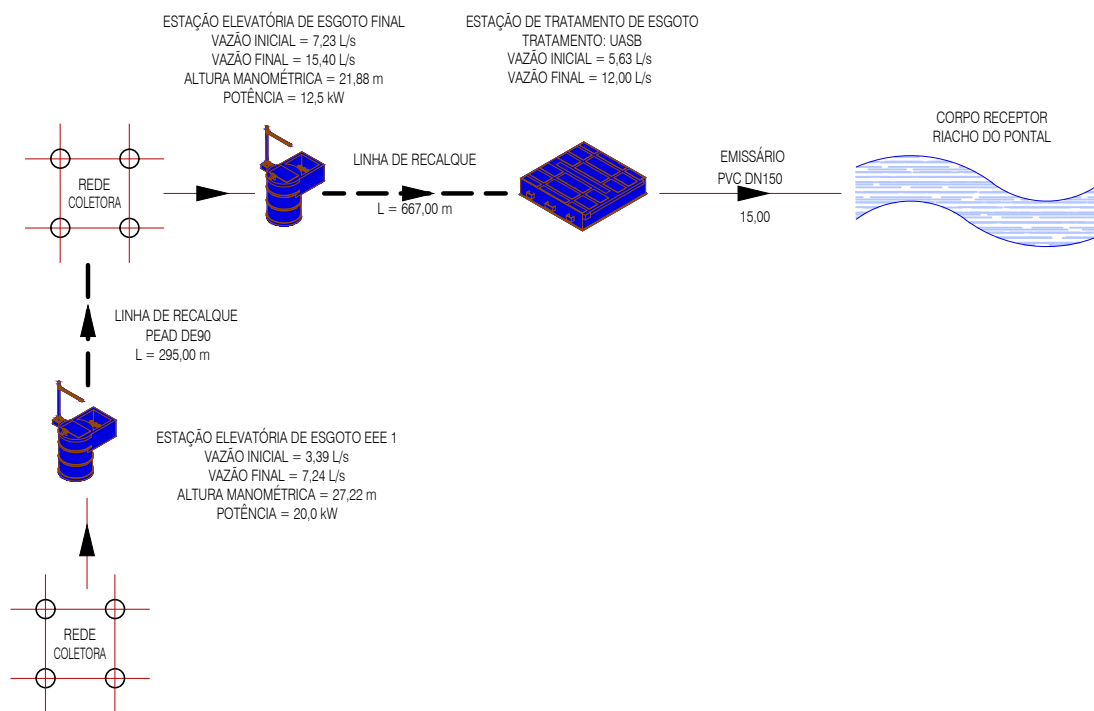 ESTAÇÃO ELEVATÓRIA DE ESGOTO FINAL
VAZÃO INICIAL = 7,23 L/s
VAZÃO FINAL = 15,40 L/s
ALTURA MANOMÉTRICA = 21,88 m
POTÊNCIA = 12,5 kW
ESTAÇÃO DE TRATAMENTO DE ESGOTO
TRATAMENTO: UASB
VAZÃO INICIAL = 5,63 L/s
VAZÃO FINAL = 12,00 L/s
CORPO RECEPTOR
RIACHO DO PONTAL
REDE
COLETORA
LINHA DE RECALQUE
L = 667,00 m
EMISSÁRIO
PVC DN150
15,00
LINHA DE RECALQUE
PEAD DE90
L = 295,00 m
ESTAÇÃO ELEVATÓRIA DE ESGOTO EEE 1
VAZÃO INICIAL = 3,39 L/s
VAZÃO FINAL = 7,24 L/s
ALTURA MANOMÉTRICA = 27,22 m
POTÊNCIA = 20,0 kW
REDE
COLETORA